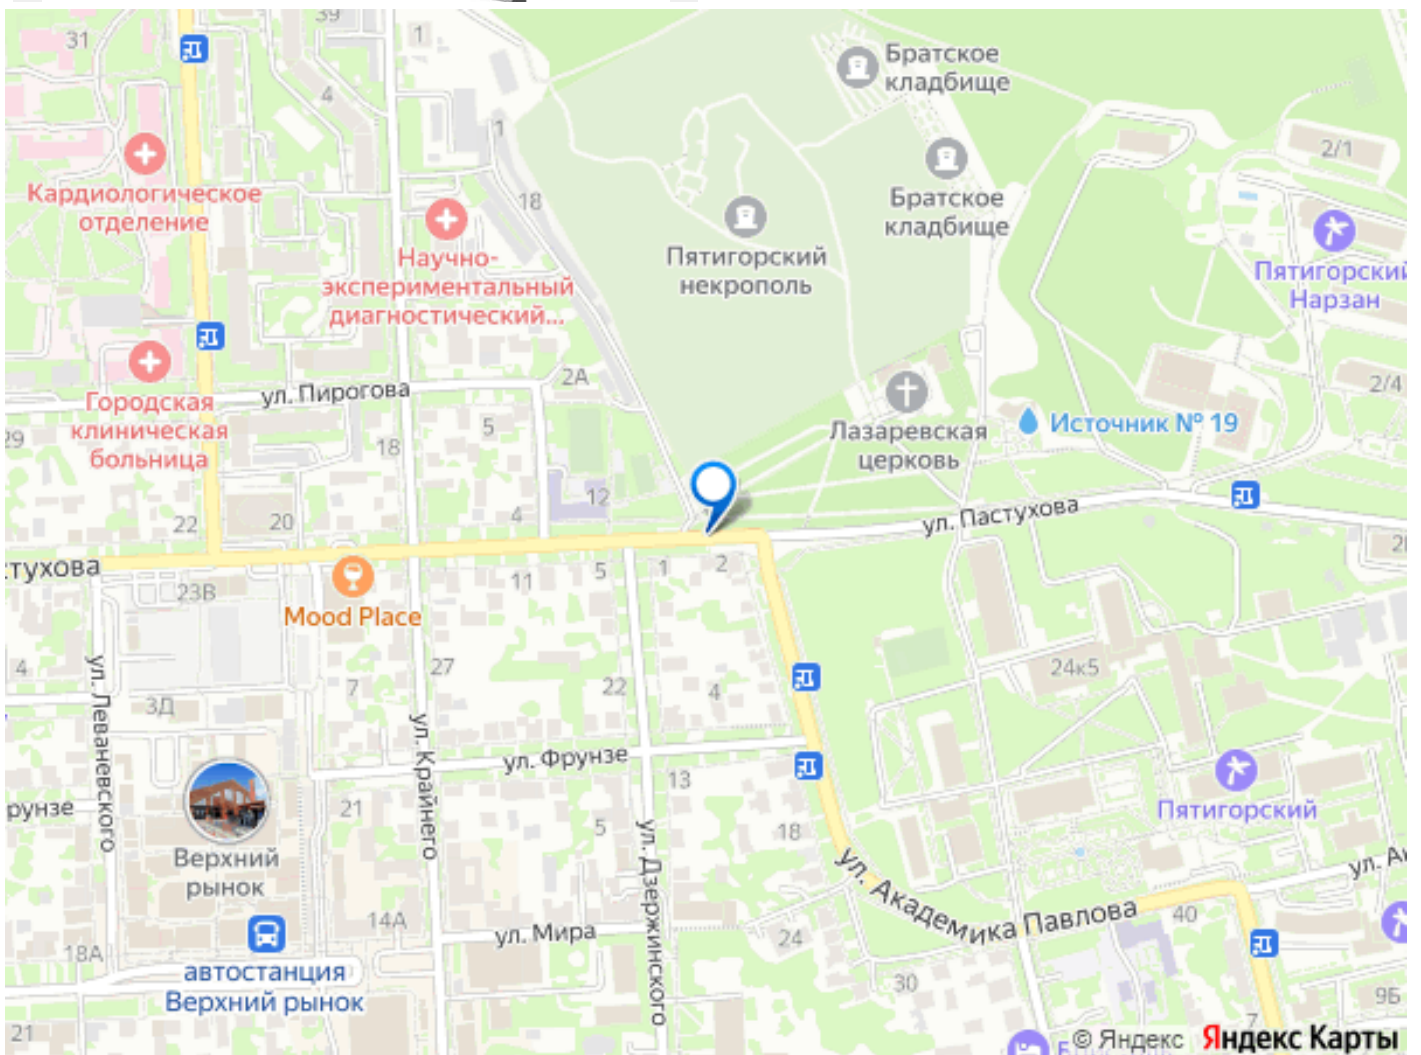 31
39
1
Братское
кладбище
4
1
2/1
Кардиологическое
отделение
18
Братское
кладбище
Научно-
экспериментальный
диагностический...
Пятигорский
некрополь
Пятигорский
Нарзан
2А
2/4
ул. Пирогова
Городская
клиническая
больница
29
18
5
Лазаревская
церковь
Источник № 19
12
22
20
4
ул. Пастухова
стухова
23В
11
5
1
2
Mood Place
4
ул. Леваневского
27
7
22
4
24к5
3Д
ул. Крайнего
ул. Фрунзе
рунзе
21
13
5
18
Пятигорский
Верхний
рынок
ул. Дзержинского
ул. Академика Павлова
14А
ул. Мира
24
40
18А
автостанция
Верхний рынок
30
9Б
21
7
© Яндекс Яндекс Карты